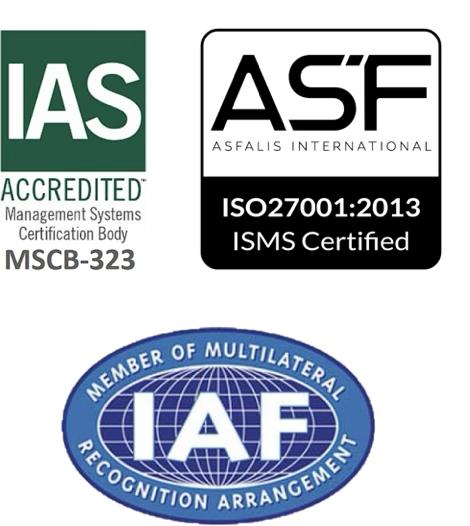 IAS
ACCREDITED™
Management Systems
Certification Body
MSCB-323
ASF
ASFALIS INTERNATIONAL
ISO27001:2013
ISMS Certified
MEMBER OF MULTILATERAL
IAF
RECOGNITION ARRANGEMENT